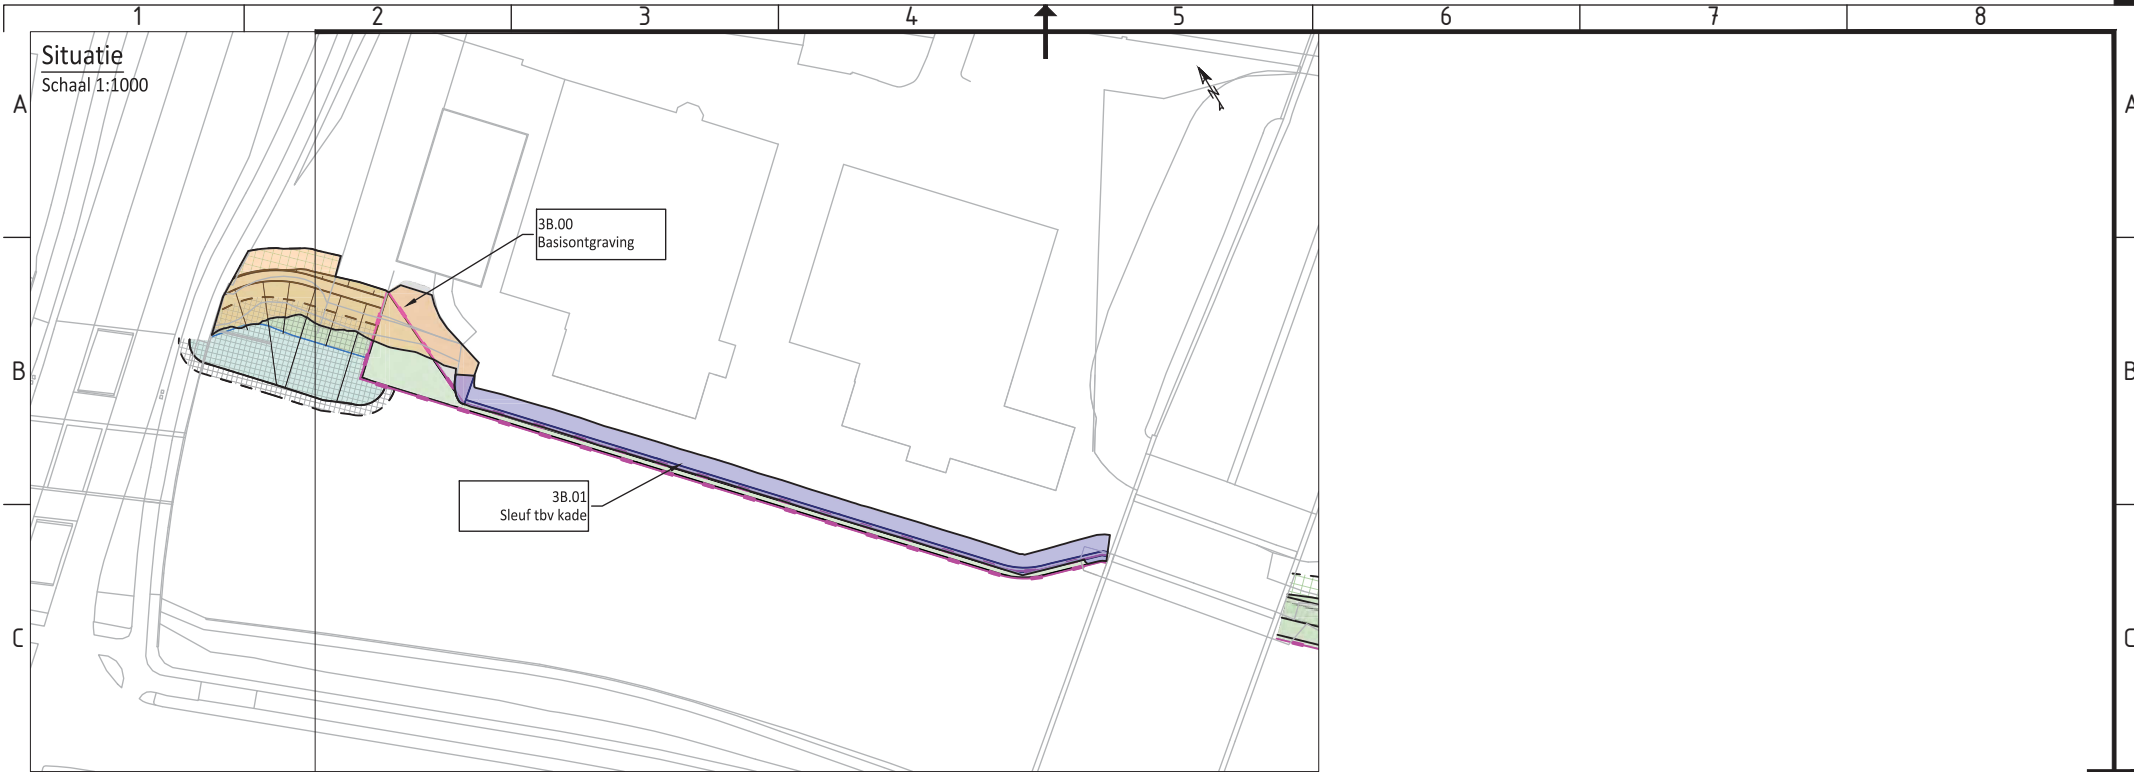 1 2 3 4 5 6 7 8
Situatie
Schaal 1:1000
A A
N
3B.00
Basisontgraving
B B
3B.01
Sleuf tbv kade
C C